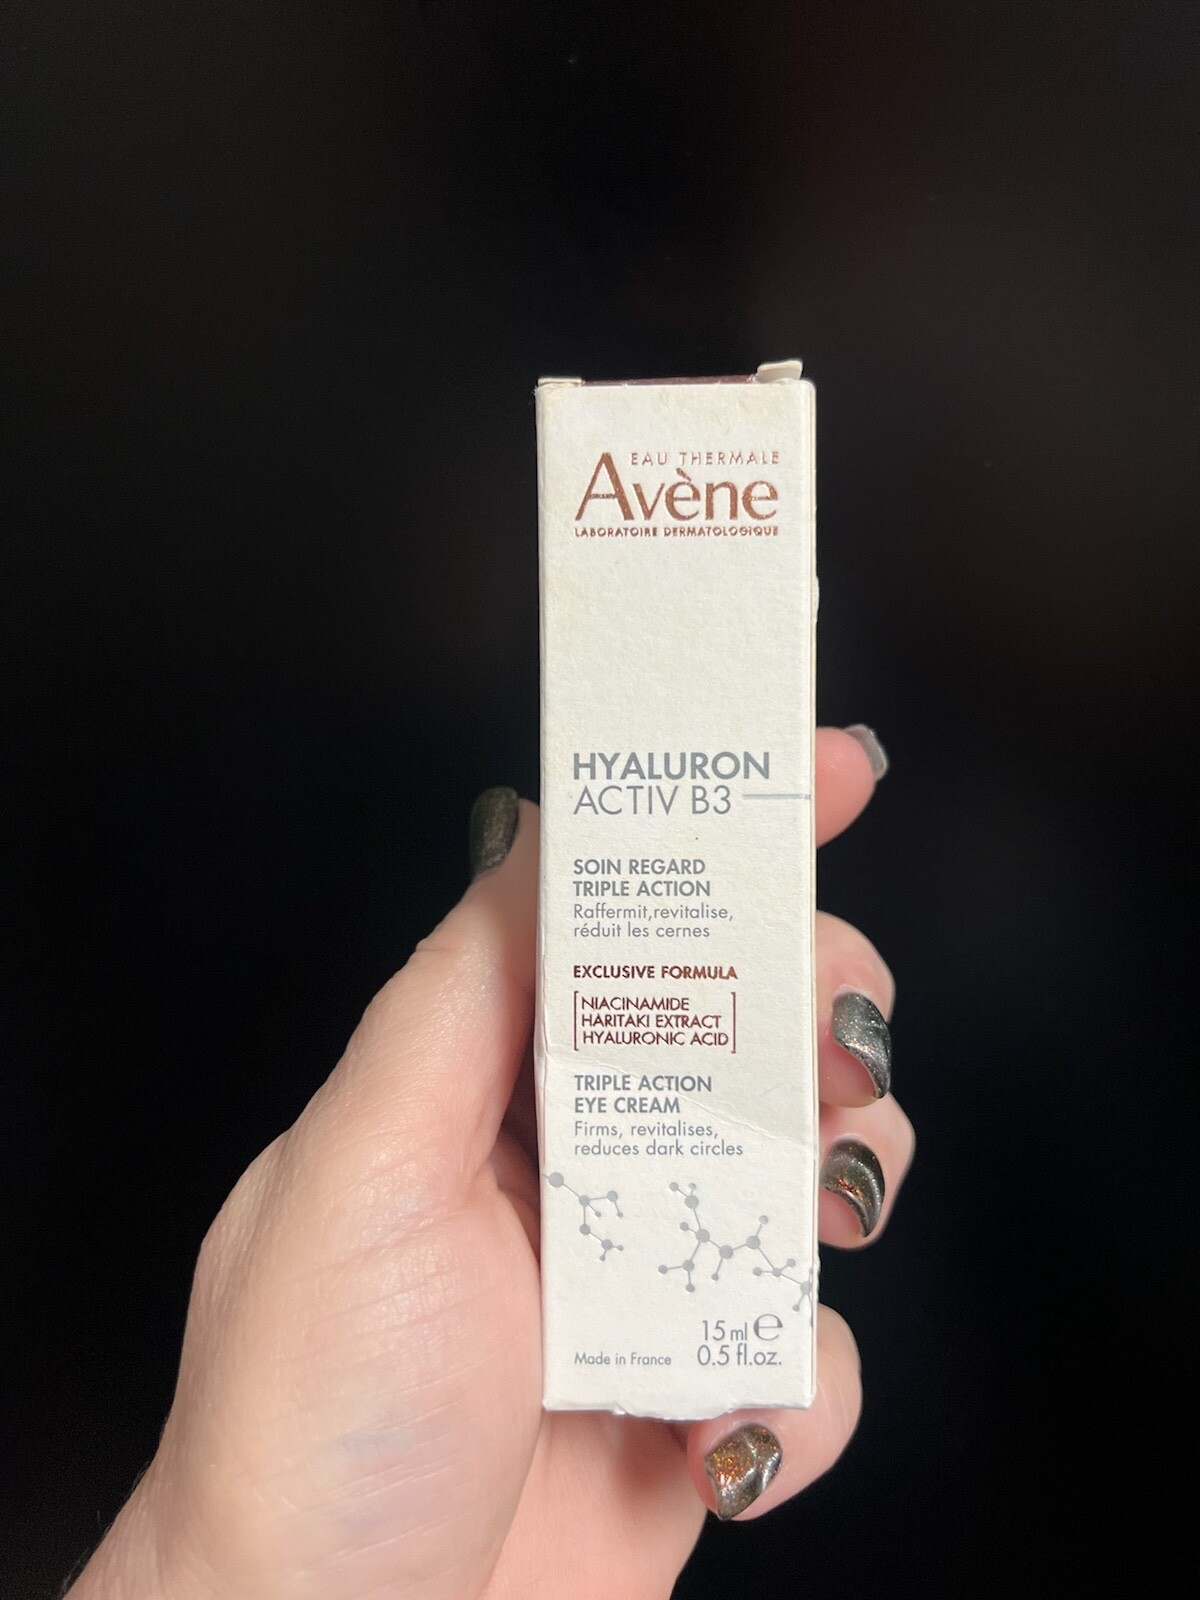 EAU THERMALE
Avène
LABORATOIRE DERMATOLOGIQUE
HYALURON
ACTIV B3
SOIN REGARD
TRIPLE ACTION
Raffermit,revitalise,
réduit les cernes
EXCLUSIVE FORMULA
NIACINAMIDE
HARITAKI EXTRACT
HYALURONIC ACID
TRIPLE ACTION
EYE CREAM
Firms, revitalises,
reduces dark circles
15 ml e
Made in France 0.5 fl.oz.